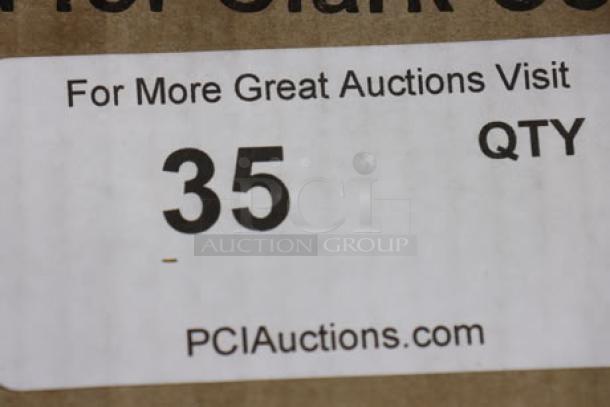 For More Great Auctions Visit
QTY
35
PCI
AUCTION GROUP
PCIAuctions.com